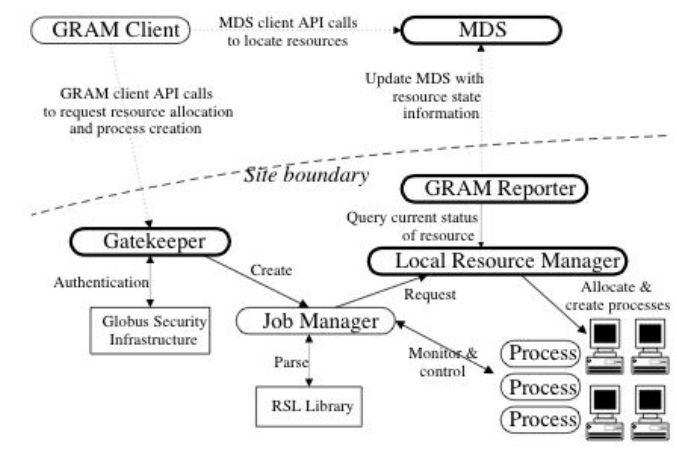 GRAM Client
MDS client API calls
to locate resources
MDS
GRAM client API calls
to request resource allocation
and process creation
Update MDS with
resource state
information
Site boundary
GRAM Reporter
Query current status
of resource
Gatekeeper
Local Resource Manager
Authentication
Create
Request
Allocate &
create processes
Globus Security
Infrastructure
Job Manager
Monitor &
control
Process
Parse
Process
RSL Library
Process